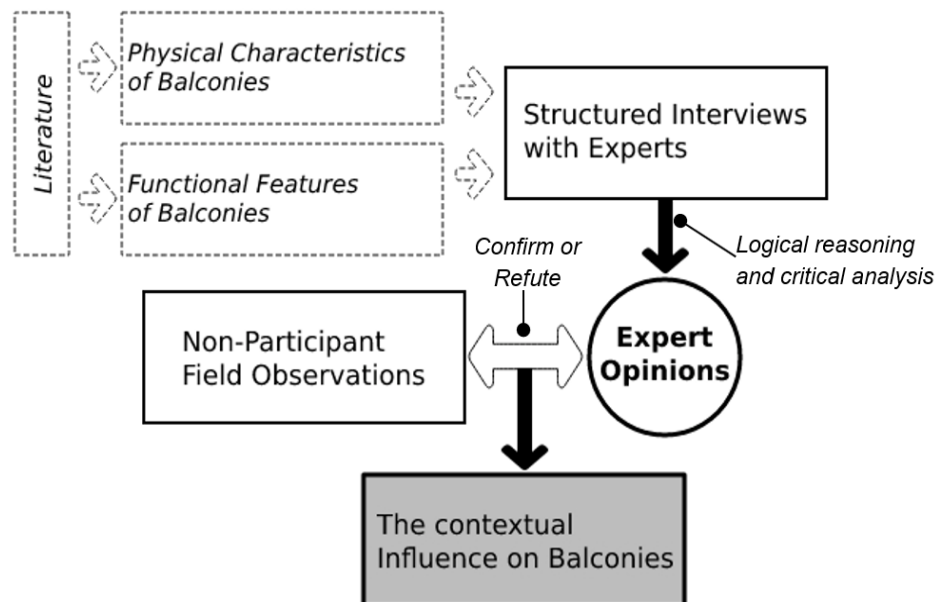 Literature
Physical Characteristics
of Balconies
Functional Features
of Balconies
Structured Interviews
with Experts
Logical reasoning
and critical analysis
Confirm or
Refute
Non-Participant
Field Observations
Expert
Opinions
The contextual
Influence on Balconies